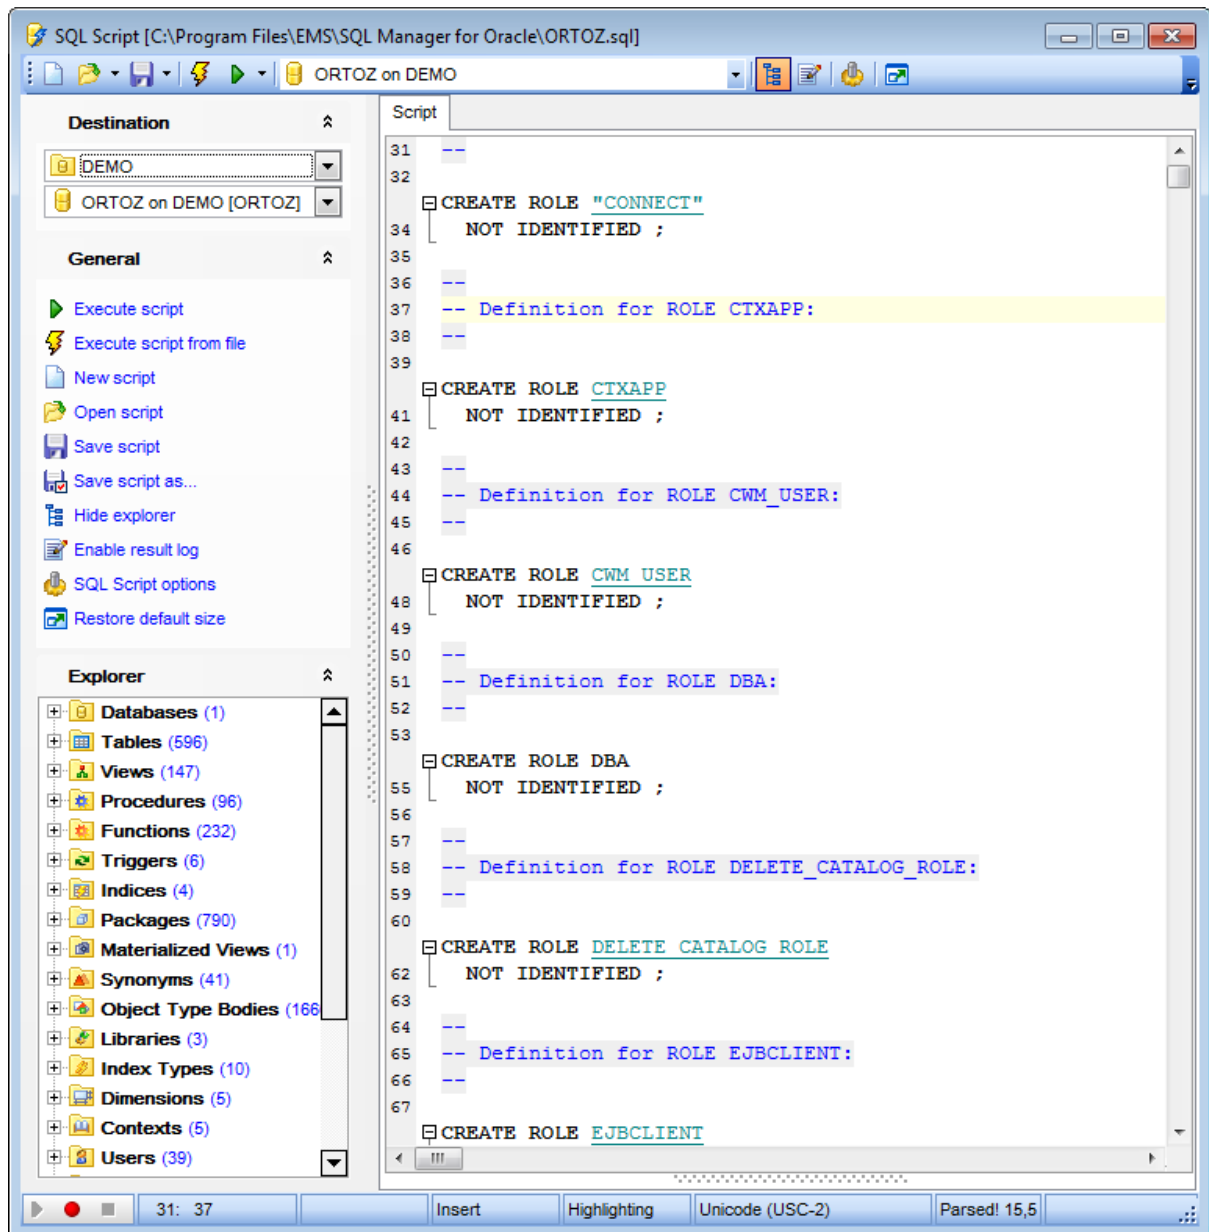 SQL Script [C:\Program Files\EMS\SQL Manager for Oracle\ORTOZ.sql]
ORTOZ on DEMO
Destination
DEMO
ORTOZ on DEMO [ORTOZ]
General
Execute script
Execute script from file
New script
Open script
Save script
Save script as...
Hide explorer
Enable result log
SQL Script options
Restore default size
Explorer
Databases (1)
Tables (596)
Views (147)
Procedures (96)
Functions (232)
Triggers (6)
Indices (4)
Packages (790)
Materialized Views (1)
Synonyms (41)
Object Type Bodies (166
Libraries (3)
Index Types (10)
Dimensions (5)
Contexts (5)
Users (39)
Script
31 --
32
CREATE ROLE "CONNECT"
34 NOT IDENTIFIED ;
35
36 --
37 -- Definition for ROLE CTXAPP:
38 --
39
CREATE ROLE CTXAPP
41 NOT IDENTIFIED ;
42
43 --
44 -- Definition for ROLE CWM_USER:
45 --
46
CREATE ROLE CWM_USER
48 NOT IDENTIFIED ;
49
50 --
51 -- Definition for ROLE DBA:
52 --
53
CREATE ROLE DBA
55 NOT IDENTIFIED ;
56
57 --
58 -- Definition for ROLE DELETE_CATALOG_ROLE:
59 --
60
CREATE ROLE DELETE_CATALOG_ROLE
62 NOT IDENTIFIED ;
63
64 --
65 -- Definition for ROLE EJBCLIENT:
66 --
67
CREATE ROLE EJBCLIENT
31: 37
Insert
Highlighting
Unicode (USC-2)
Parsed! 15,5